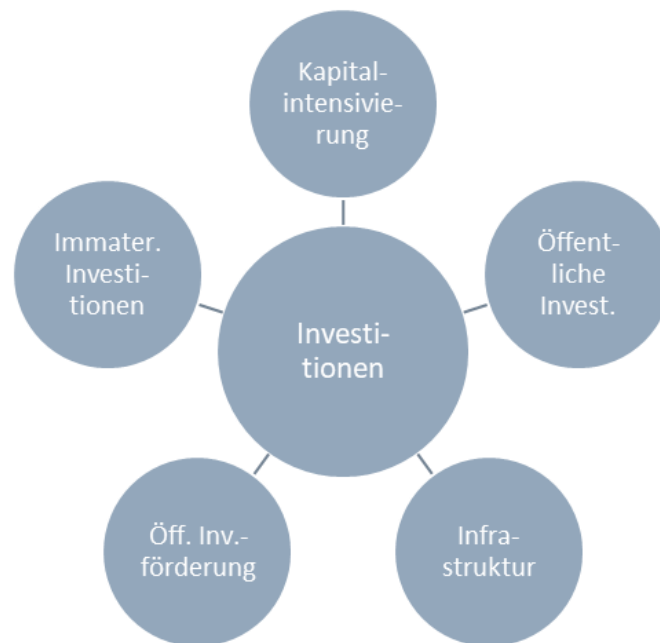 Kapital-
intensivie-
rung
Immater.
Investi-
tionen
Öffent-
liche
Invest.
Investi-
tionen
Öff. Inv.-
förderung
Infra-
struktur